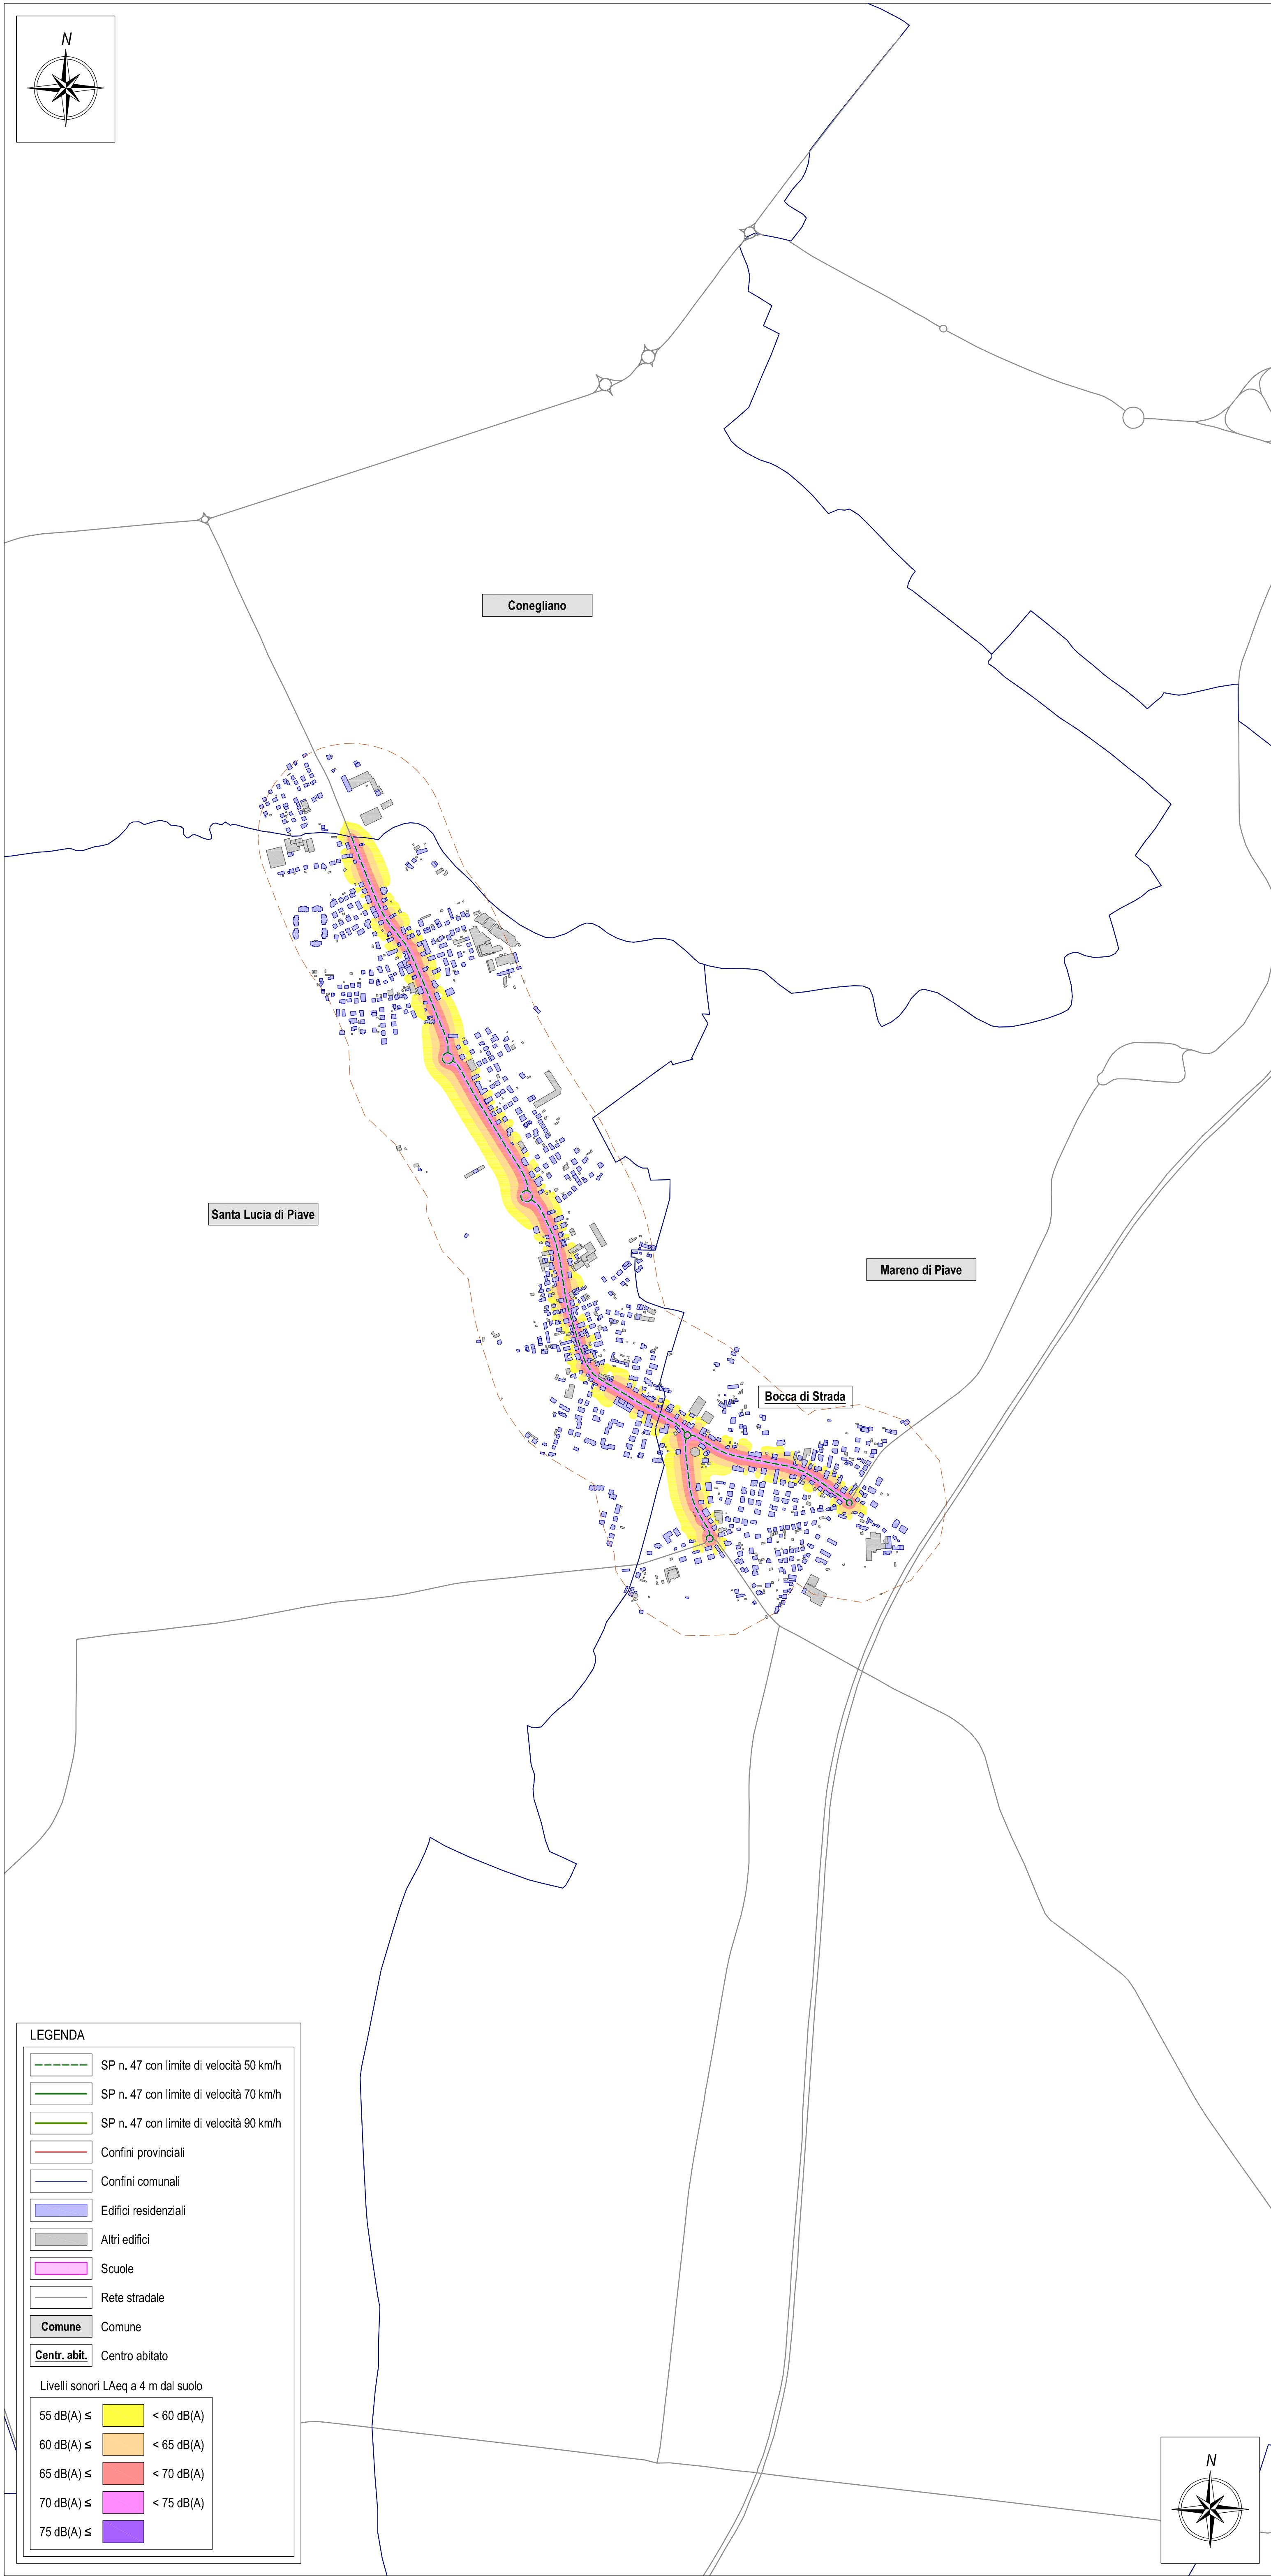 N
Conegliano
Santa Lucia di Piave
Mareno di Piave
Bocca di Strada
LEGENDA
SP n. 47 con limite di velocità 50 km/h
SP n. 47 con limite di velocità 70 km/h
SP n. 47 con limite di velocità 90 km/h
Confini provinciali
Confini comunali
Edifici residenziali
Altri edifici
Scuole
Rete stradale
Comune Comune
Centr. abit. Centro abitato
Livelli sonori LAeq a 4 m dal suolo
55 dB(A) ≤ < 60 dB(A)
60 dB(A) ≤ < 65 dB(A)
65 dB(A) ≤ < 70 dB(A)
70 dB(A) ≤ < 75 dB(A)
75 dB(A) ≤
N